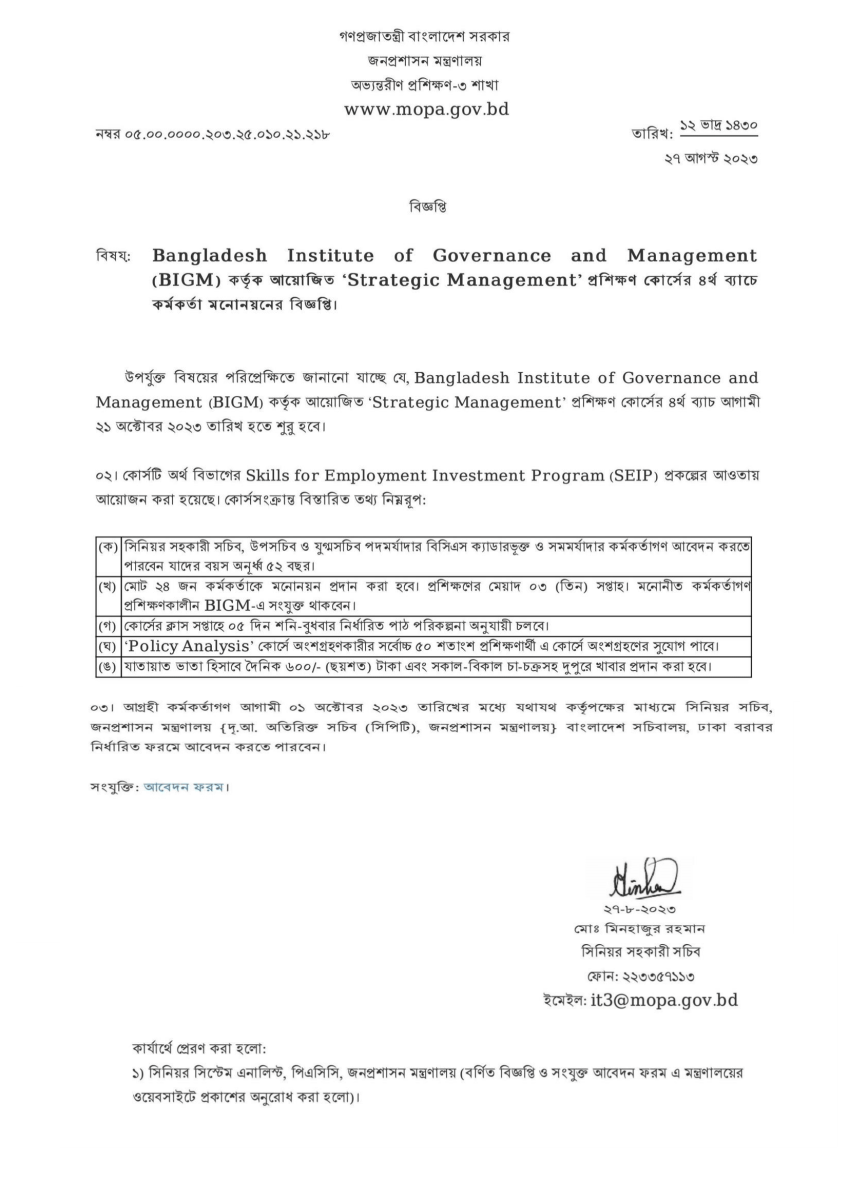 গণপ্রজাতন্ত্রী বাংলাদেশ সরকার
জনপ্রশাসন মন্ত্রণালয়
অভ্যন্তরীণ প্রশিক্ষণ-৩ শাখা
www.mopa.gov.bd
নম্বর ০৫.০০.০০০০.২০৩.২৫.০১০.২১.২১৮
তারিখ: ১২ ভাদ্র ১৪৩০
২৭ আগস্ট ২০২৩
বিজ্ঞপ্তি
বিষয়: Bangladesh Institute of Governance and Management
(BIGM) কর্তৃক আয়োজিত ‘Strategic Management’ প্রশিক্ষণ কোর্সের ৪র্থ ব্যাচে
কর্মকর্তা মনোনয়নের বিজ্ঞপ্তি।
উপর্যুক্ত বিষয়ের পরিপ্রেক্ষিতে জানানো যাচ্ছে যে, Bangladesh Institute of Governance and
Management (BIGM) কর্তৃক আয়োজিত ‘Strategic Management’ প্রশিক্ষণ কোর্সের ৪র্থ ব্যাচ আগামী
২১ অক্টোবর ২০২৩ তারিখ হতে শুরু হবে।
০২। কোর্সটি অর্থ বিভাগের Skills for Employment Investment Program (SEIP) প্রকল্পের আওতায়
আয়োজন করা হয়েছে। কোর্সসংক্রান্ত বিস্তারিত তথ্য নিম্নরূপ:
(ক) সিনিয়র সহকারী সচিব, উপসচিব ও যুগ্মসচিব পদমর্যাদার বিসিএস ক্যাডারভূক্ত ও সমমর্যাদার কর্মকর্তাগণ আবেদন করতে
পারবেন যাদের বয়স অনূর্ধ্ব ৫২ বছর।
(খ) মোট ২৪ জন কর্মকর্তাকে মনোনয়ন প্রদান করা হবে। প্রশিক্ষণের মেয়াদ ০৩ (তিন) সপ্তাহ। মনোনীত কর্মকর্তাগণ
প্রশিক্ষণকালীন BIGM-এ সংযুক্ত থাকবেন।
(গ) কোর্সের ক্লাস সপ্তাহে ০৫ দিন শনি-বুধবার নির্ধারিত পাঠ পরিকল্পনা অনুযায়ী চলবে।
(ঘ) ‘Policy Analysis’ কোর্সে অংশগ্রহণকারীর সর্বোচ্চ ৫০ শতাংশ প্রশিক্ষণার্থী এ কোর্সে অংশগ্রহণের সুযোগ পাবে।
(ঙ) যাতায়াত ভাতা হিসাবে দৈনিক ৬০০/- (ছয়শত) টাকা এবং সকাল-বিকাল চা-চক্রসহ দুপুরে খাবার প্রদান করা হবে।
০৩। আগ্রহী কর্মকর্তাগণ আগামী ০১ অক্টোবর ২০২৩ তারিখের মধ্যে যথাযথ কর্তৃপক্ষের মাধ্যমে সিনিয়র সচিব,
জনপ্রশাসন মন্ত্রণালয় {দৃ.আ. অতিরিক্ত সচিব (সিপিটি), জনপ্রশাসন মন্ত্রণালয়} বাংলাদেশ সচিবালয়, ঢাকা বরাবর
নির্ধারিত ফরমে আবেদন করতে পারবেন।
সংযুক্তি: আবেদন ফরম।
২৭-৮-২০২৩
মোঃ মিনহাজুর রহমান
সিনিয়র সহকারী সচিব
ফোন: ২২৩৩৫৭১১৩
ইমেইল: it3@mopa.gov.bd
কার্যার্থে প্রেরণ করা হলো:
১) সিনিয়র সিস্টেম এনালিস্ট, পিএসিসি, জনপ্রশাসন মন্ত্রণালয় (বর্ণিত বিজ্ঞপ্তি ও সংযুক্ত আবেদন ফরম এ মন্ত্রণালয়ের
ওয়েবসাইটে প্রকাশের অনুরোধ করা হলো)।